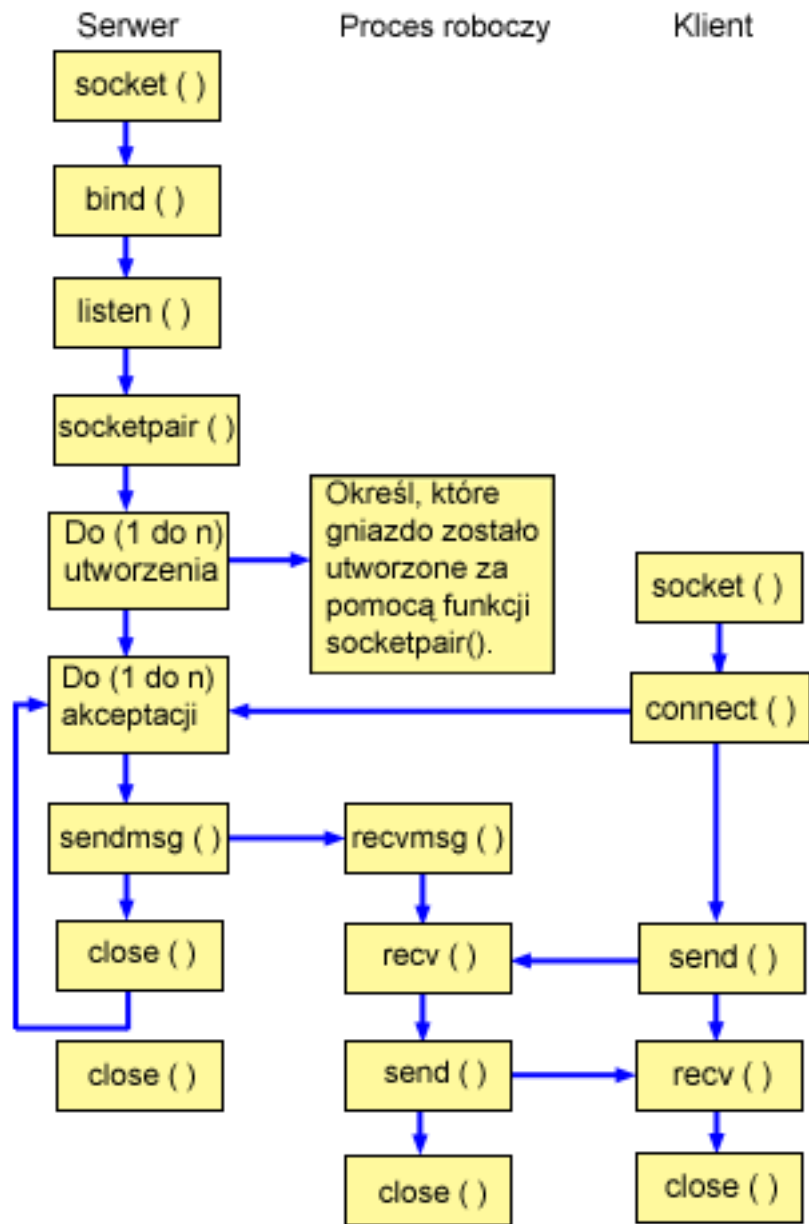 Serwer
Proces roboczy
Klient
socket ( )
bind ( )
listen ( )
socketpair ( )
Do (1 do n)
utworzenia
Określ, które
gniazdo zostało
utworzone za
pomocą funkcji
socketpair().
socket ( )
Do (1 do n)
akceptacji
connect ( )
sendmsg ( )
recvmsg ( )
close ( )
recv ( )
send ( )
close ( )
send ( )
recv ( )
close ( )
close ( )